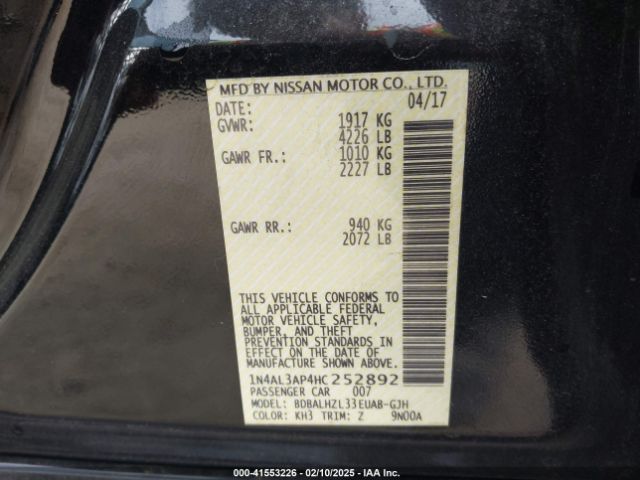 MFD BY NISSAN MOTOR CO., LTD.
DATE: 04/17
GVWR: 1917 KG
4226 LB
GAWR FR.: 1010 KG
2227 LB
GAWR RR.: 940 KG
2072 LB
THIS VEHICLE CONFORMS TO
ALL APPLICABLE FEDERAL
MOTOR VEHICLE SAFETY,
BUMPER, AND THEFT
PREVENTION STANDARDS
IN EFFECT ON THE DATE OF
MANUFACTURE SHOWN ABOVE.
1N4AL3AP4HC252892
PASSENGER CAR 007
MODEL: BDBALHZL33EUAB-GJH
COLOR: KH3 TRIM: Z 9N00A
000-41553226 - 02/10/2025 - IAAB